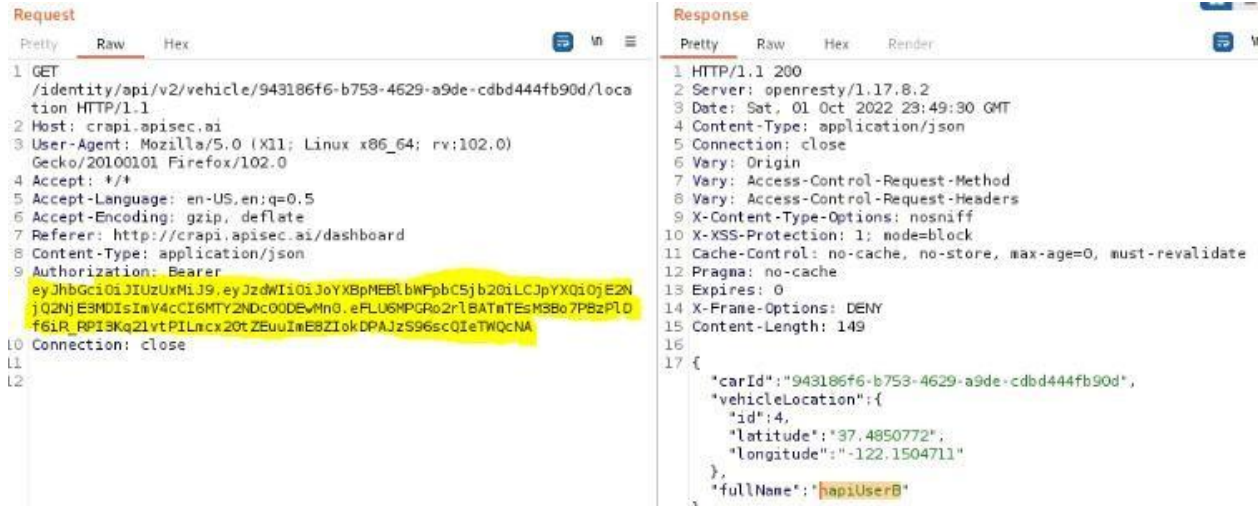 Request
Pretty Raw Hex \n
1 GET
/identity/api/v2/vehicle/943186f6-b753-4629-a9de-cdbd444fb90d/loca
tion HTTP/1.1
2 Host: crapi.apisec.ai
3 User-Agent: Mozilla/5.0 (X11; Linux x86_64; rv:102.0)
Gecko/20100101 Firefox/102.0
4 Accept: */*
5 Accept-Language: en-US,en;q=0.5
6 Accept-Encoding: gzip, deflate
7 Referer: http://crapi.apisec.ai/dashboard
8 Content-Type: application/json
9 Authorization: Bearer
10 Connection: close
11
12
Response
Pretty Raw Hex Render
1 HTTP/1.1 200
2 Server: openresty/1.17.8.2
3 Date: Sat, 01 Oct 2022 23:49:30 GMT
4 Content-Type: application/json
5 Connection: close
6 Vary: Origin
7 Vary: Access-Control-Request-Method
8 Vary: Access-Control-Request-Headers
9 X-Content-Type-Options: nosniff
10 X-XSS-Protection: 1; mode=block
11 Cache-Control: no-cache, no-store, max-age=0, must-revalidate
12 Pragma: no-cache
13 Expires: 0
14 X-Frame-Options: DENY
15 Content-Length: 149
16
17 {
"carId":"943186f6-b753-4629-a9de-cdbd444fb90d",
"vehicleLocation":{
"id":4,
"latitude":"37.4850772",
"longitude":"-122.1504711"
},
"fullName":"hapiUserB"